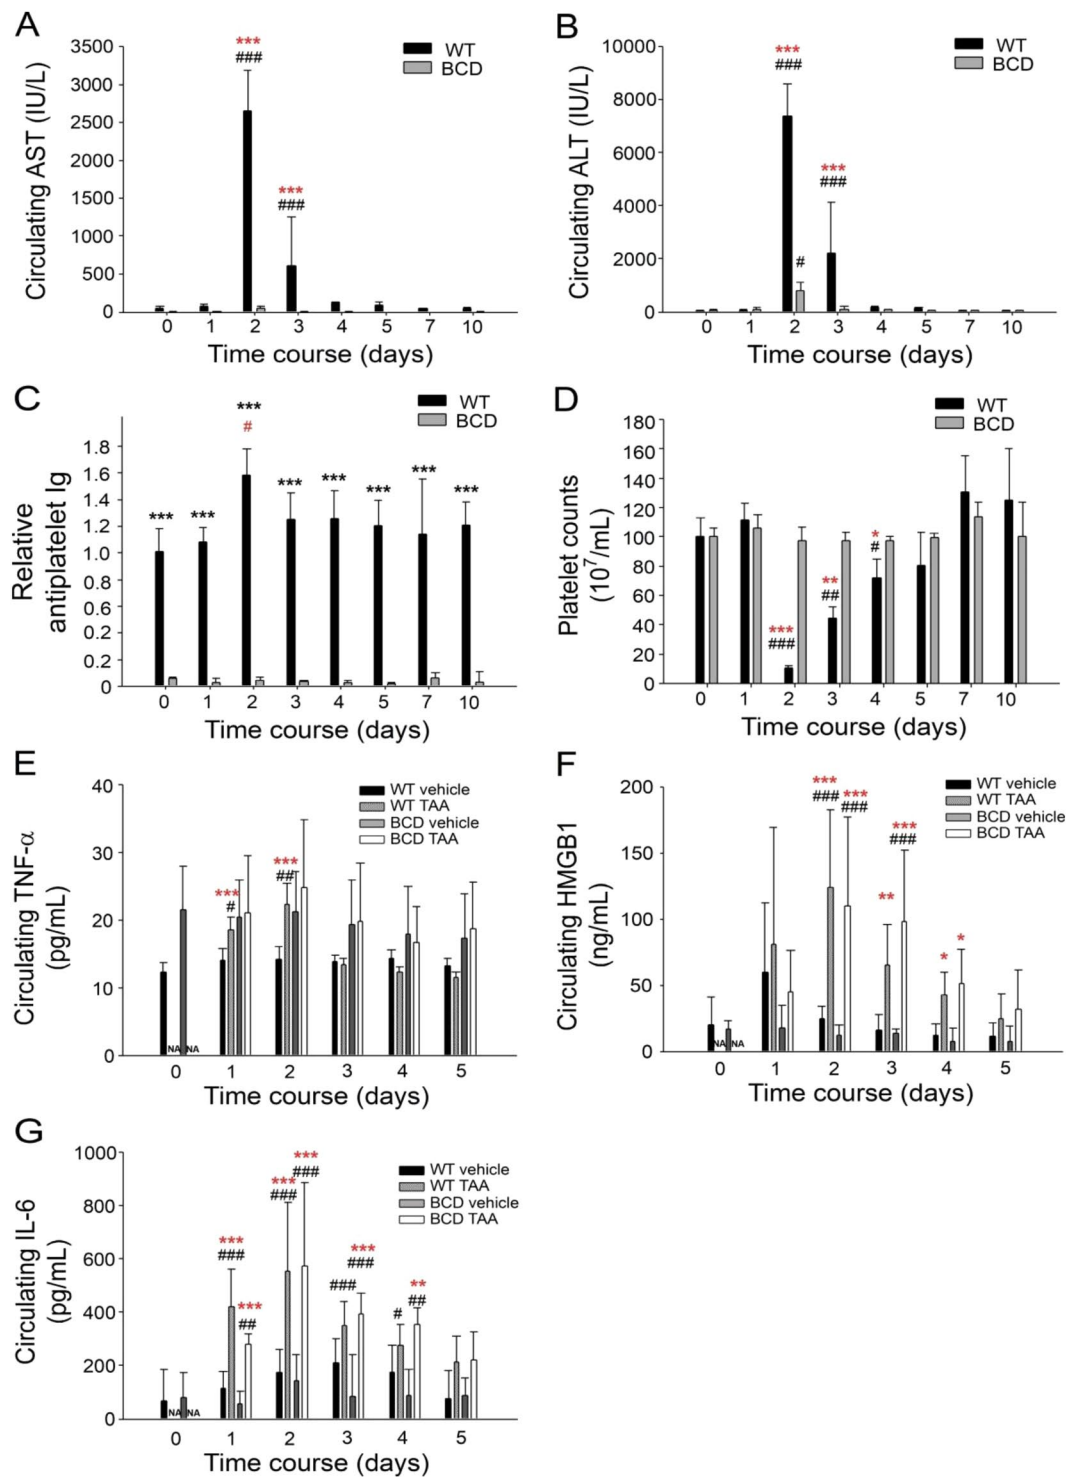 A
Circulating AST (IU/L)
3500
3000
2500
2000
1500
1000
500
0
***
###
***
###
WT
BCD
0 1 2 3 4 5 7 10
Time course (days)
B
Circulating ALT (IU/L)
10000
8000
6000
4000
2000
0
***
###
#
***
###
WT
BCD
0 1 2 3 4 5 7 10
Time course (days)
C
Relative
antiplatelet Ig
1.8
1.6
1.4
1.2
1.0
0.8
0.6
0.2
0.2
0
***
***
***
#
***
***
***
***
***
WT
BCD
0 1 2 3 4 5 7 10
Time course (days)
D
Platelet counts
(10⁷/mL)
180
160
140
120
100
80
60
40
20
0
***
###
**
##
*
#
WT
BCD
0 1 2 3 4 5 7 10
Time course (days)
E
Circulating TNF-α
(pg/mL)
40
30
20
10
0
***
#
***
##
WT vehicle
WT TAA
BCD vehicle
BCD TAA
NA NA
0 1 2 3 4 5
Time course (days)
F
Circulating HMGB1
(ng/mL)
200
150
100
50
0
***
###
***
###
**
***
###
*
*
WT vehicle
WT TAA
BCD vehicle
BCD TAA
NA NA
0 1 2 3 4 5
Time course (days)
G
Circulating IL-6
(pg/mL)
1000
800
600
400
200
0
***
###
***
##
***
###
***
###
###
***
###
#
**
##
WT vehicle
WT TAA
BCD vehicle
BCD TAA
NA NA
0 1 2 3 4 5
Time course (days)